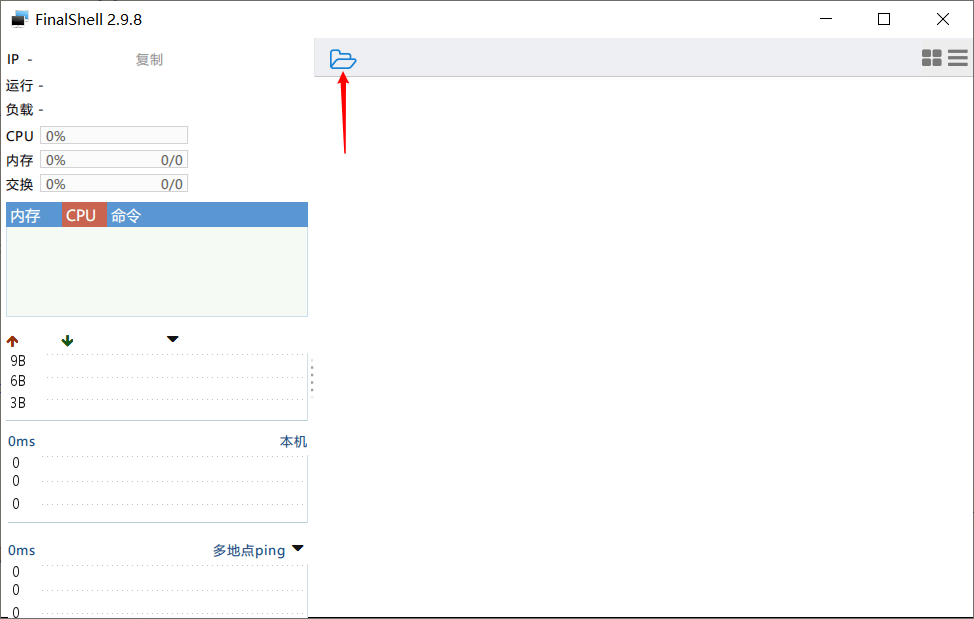 FinalShell 2.9.8
IP - 复制
运行 -
负载 -
CPU 0%
内存 0% 0/0
交换 0% 0/0
内存 CPU 命令
9B
6B
3B
0ms 本机
0
0
0
0ms 多地点ping
0
0
0